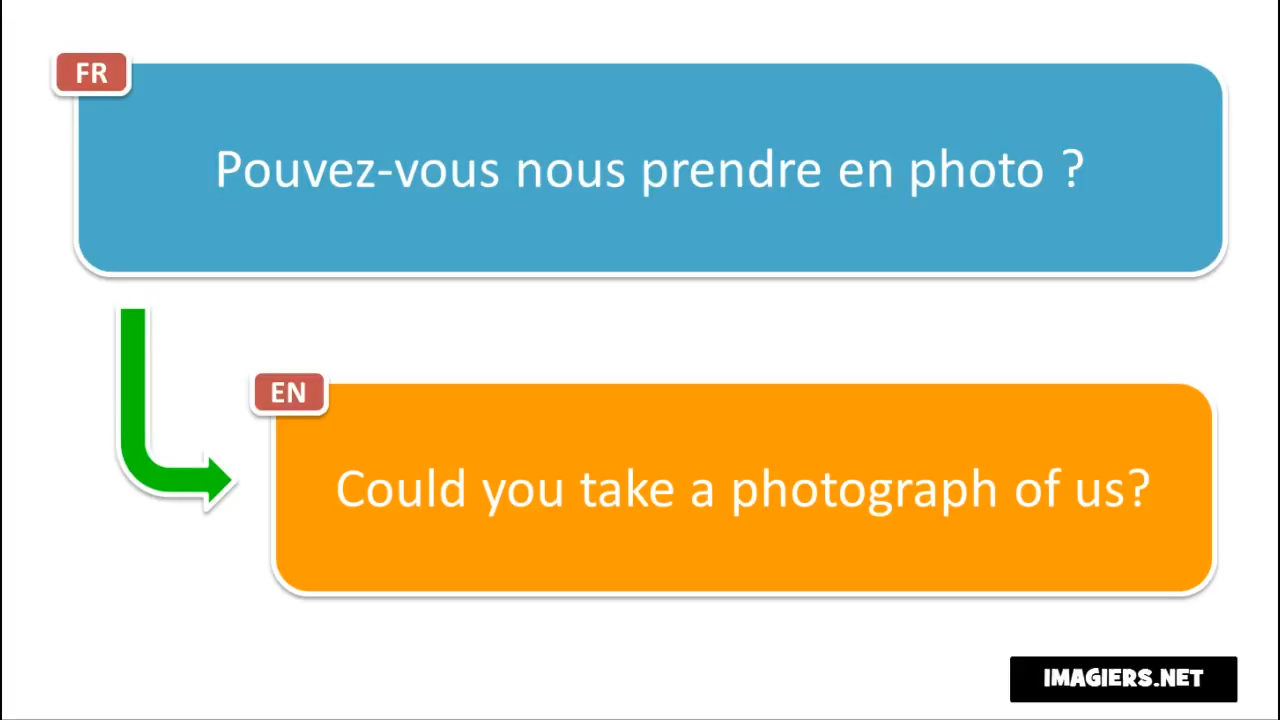 FR
Pouvez-vous nous prendre en photo ?
EN
Could you take a photograph of us?
IMAGIERS.NET